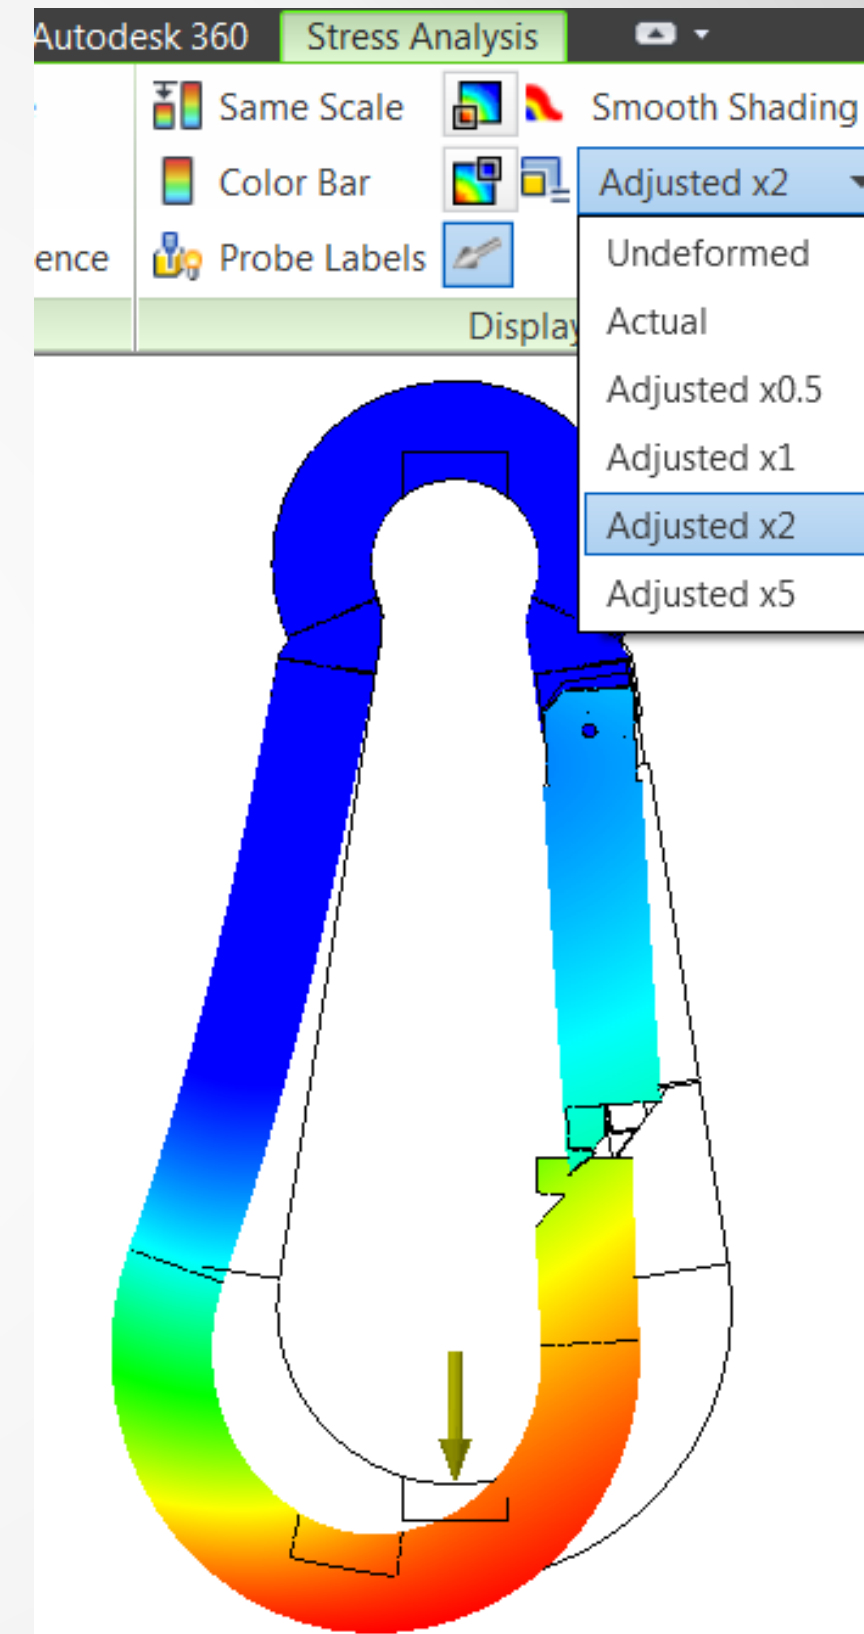 Autodesk 360 Stress Analysis
Same Scale Smooth Shading
Color Bar Adjusted x2
ence Probe Labels Undeformed
Display Actual
Adjusted x0.5
Adjusted x1
Adjusted x2
Adjusted x5